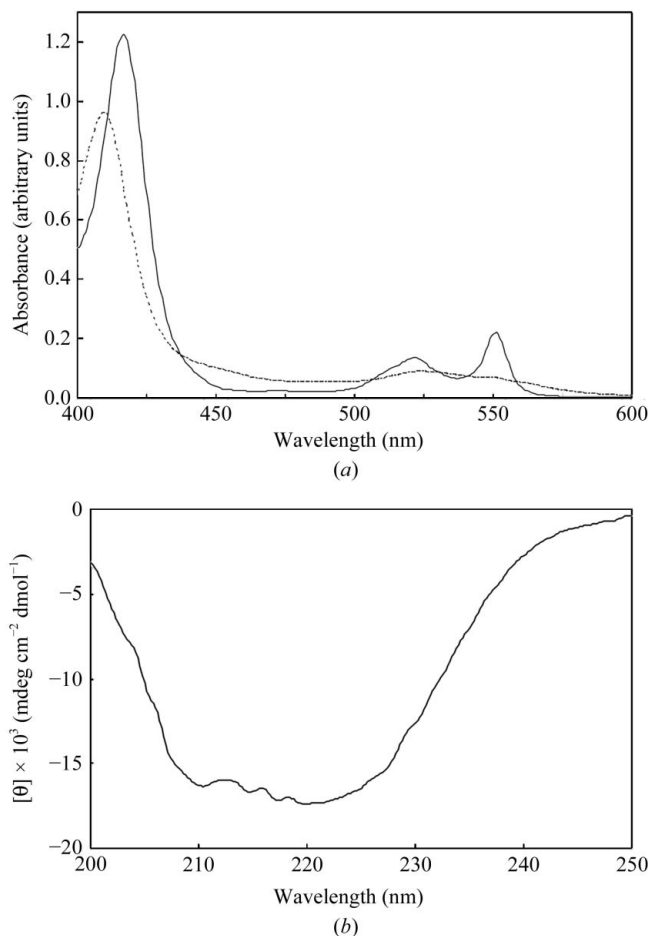 1.2
1.0
0.8
0.6
0.4
0.2
0.0
Absorbance (arbitrary units)
400 450 500 550 600
Wavelength (nm)
(a)
0
−5
−10
−15
−20
[θ] × 10³ (mdeg cm⁻² dmol⁻¹)
200 210 220 230 240 250
Wavelength (nm)
(b)